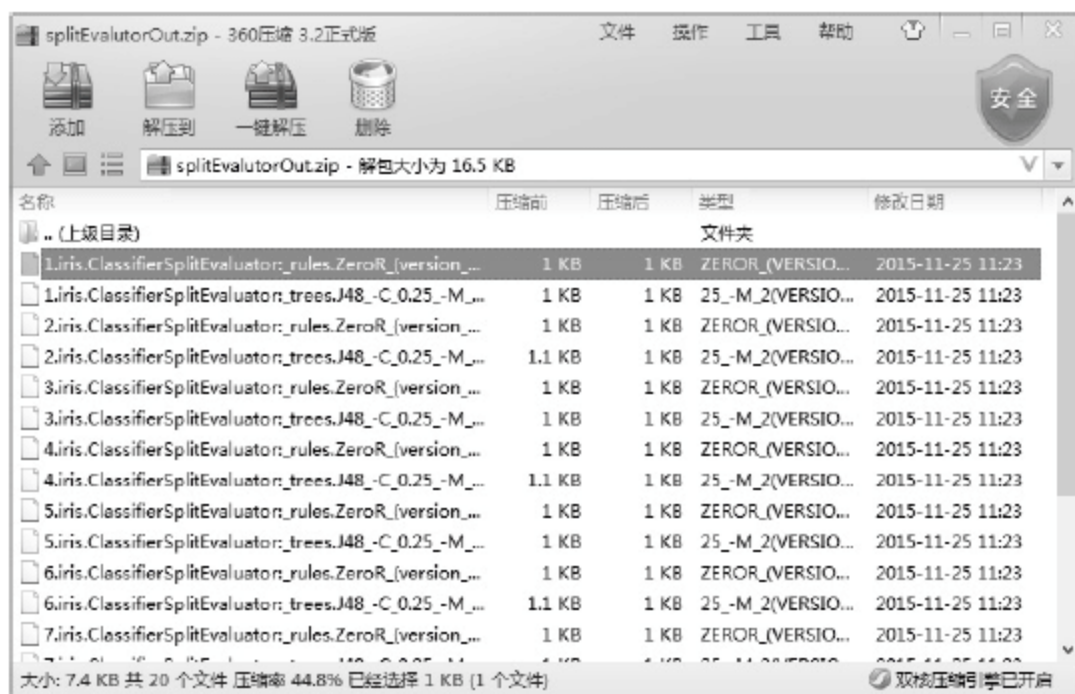 splitEvalutorOut.zip - 360压缩 3.2正式版 文件 操作 工具 帮助
安全
添加 解压到 一键解压 删除
splitEvalutorOut.zip - 解包大小为 16.5 KB
名称 压缩前 压缩后 类型 修改日期
.. (上级目录) 文件夹
1.iris.ClassifierSplitEvaluator:_rules.ZeroR_(version_... 1 KB 1 KB ZEROR_(VERSIO... 2015-11-25 11:23
1.iris.ClassifierSplitEvaluator:_trees.J48_-C_0.25_-M_... 1 KB 1 KB 25_-M_2(VERSIO... 2015-11-25 11:23
2.iris.ClassifierSplitEvaluator:_rules.ZeroR_(version_... 1 KB 1 KB ZEROR_(VERSIO... 2015-11-25 11:23
2.iris.ClassifierSplitEvaluator:_trees.J48_-C_0.25_-M_... 1.1 KB 1 KB 25_-M_2(VERSIO... 2015-11-25 11:23
3.iris.ClassifierSplitEvaluator:_rules.ZeroR_(version_... 1 KB 1 KB ZEROR_(VERSIO... 2015-11-25 11:23
3.iris.ClassifierSplitEvaluator:_trees.J48_-C_0.25_-M_... 1 KB 1 KB 25_-M_2(VERSIO... 2015-11-25 11:23
4.iris.ClassifierSplitEvaluator:_rules.ZeroR_(version_... 1 KB 1 KB ZEROR_(VERSIO... 2015-11-25 11:23
4.iris.ClassifierSplitEvaluator:_trees.J48_-C_0.25_-M_... 1.1 KB 1 KB 25_-M_2(VERSIO... 2015-11-25 11:23
5.iris.ClassifierSplitEvaluator:_rules.ZeroR_(version_... 1 KB 1 KB ZEROR_(VERSIO... 2015-11-25 11:23
5.iris.ClassifierSplitEvaluator:_trees.J48_-C_0.25_-M_... 1 KB 1 KB 25_-M_2(VERSIO... 2015-11-25 11:23
6.iris.ClassifierSplitEvaluator:_rules.ZeroR_(version_... 1 KB 1 KB ZEROR_(VERSIO... 2015-11-25 11:23
6.iris.ClassifierSplitEvaluator:_trees.J48_-C_0.25_-M_... 1.1 KB 1 KB 25_-M_2(VERSIO... 2015-11-25 11:23
7.iris.ClassifierSplitEvaluator:_rules.ZeroR_(version_... 1 KB 1 KB ZEROR_(VERSIO... 2015-11-25 11:23
大小: 7.4 KB 共 20 个文件 压缩率 44.8% 已经选择 1 KB (1 个文件) 双核压缩引擎已开启